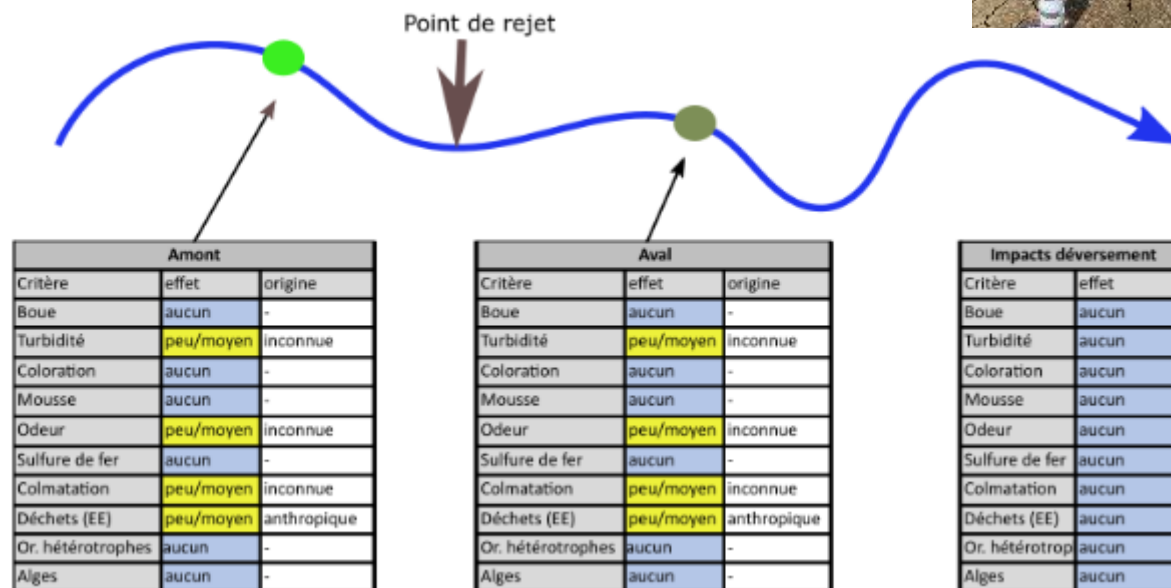 Point de rejet
Amont
Critère effet origine
Boue aucun -
Turbidité peu/moyen inconnue
Coloration aucun -
Mousse aucun -
Odeur peu/moyen inconnue
Sulfure de fer aucun -
Colmatation peu/moyen inconnue
Déchets (EE) peu/moyen anthropique
Or. hétérotrophes aucun -
Alges aucun -
Aval
Critère effet origine
Boue aucun -
Turbidité peu/moyen inconnue
Coloration aucun -
Mousse aucun -
Odeur peu/moyen inconnue
Sulfure de fer aucun -
Colmatation peu/moyen inconnue
Déchets (EE) peu/moyen anthropique
Or. hétérotrophes aucun -
Alges aucun -
Impacts déversement
Critère effet
Boue aucun
Turbidité aucun
Coloration aucun
Mousse aucun
Odeur aucun
Sulfure de fer aucun
Colmatation aucun
Déchets (EE) aucun
Or. hétérotrop aucun
Alges aucun